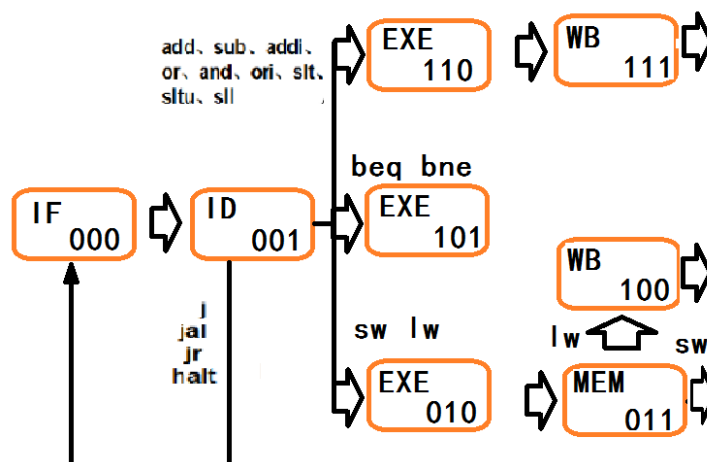 add、sub、addi、
or、and、ori、slt、
sltu、sll
EXE
110
WB
111
beq bne
IF
000
ID
001
EXE
101
WB
100
j
jal
jr
halt
sw lw
lw
sw
EXE
010
MEM
011